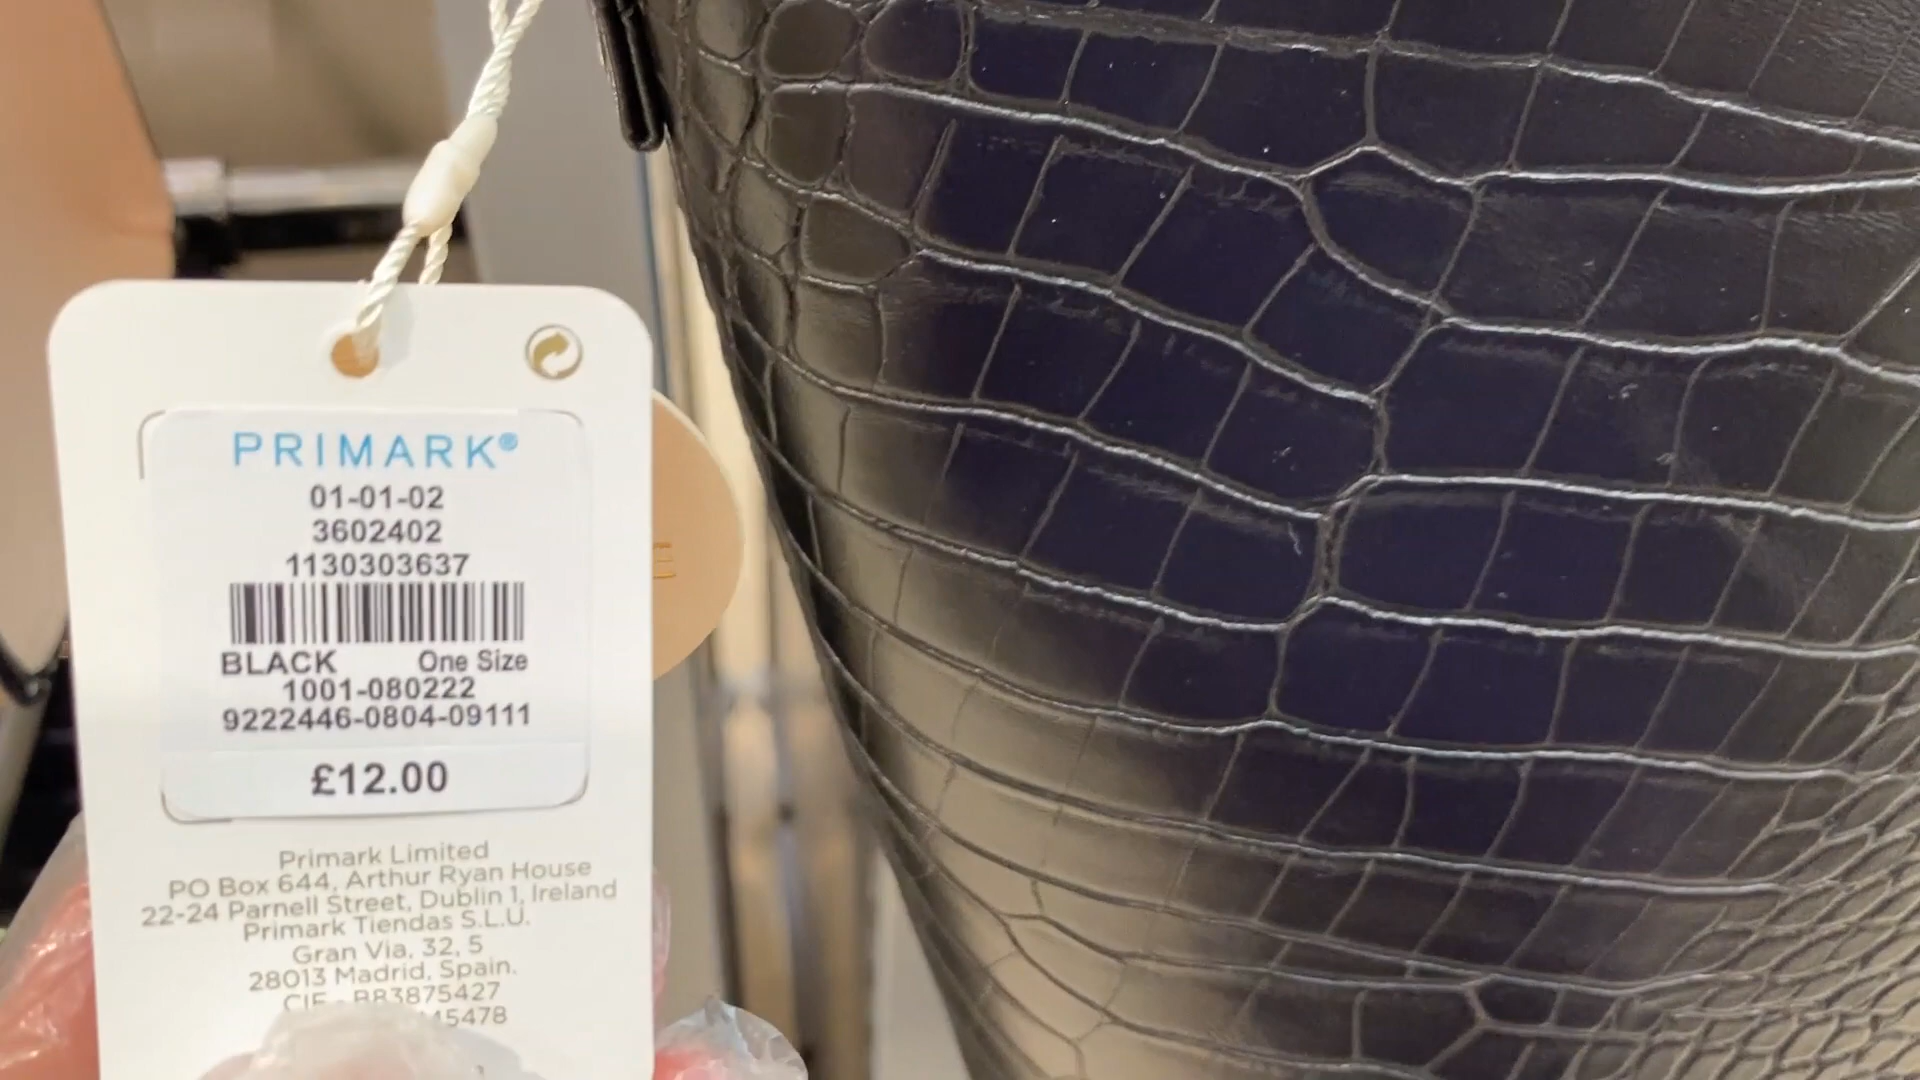 PRIMARK®
01-01-02
3602402
1130303637
BLACK One Size
1001-080222
9222446-0804-09111
£12.00
Primark Limited
PO Box 644, Arthur Ryan House
22-24 Parnell Street, Dublin 1, Ireland
Primark Tiendas S.L.U.
Gran Via, 32, 5
28013 Madrid, Spain.
CIF - B83875427